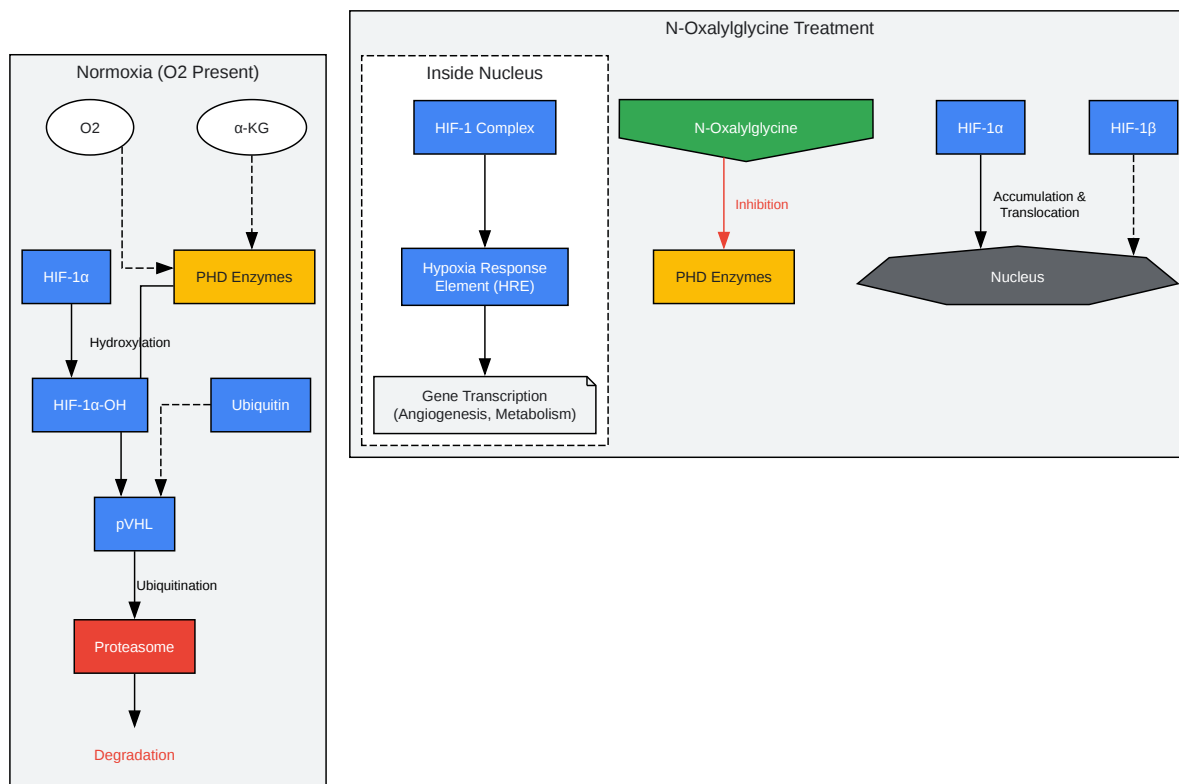 Normoxia (O2 Present)
O2
α-KG
HIF-1α
PHD Enzymes
Hydroxylation
HIF-1α-OH
Ubiquitin
pVHL
Ubiquitination
Proteasome
Degradation
N-Oxalylglycine Treatment
Inside Nucleus
HIF-1 Complex
Hypoxia Response
Element (HRE)
Gene Transcription
(Angiogenesis, Metabolism)
N-Oxalylglycine
Inhibition
PHD Enzymes
HIF-1α
HIF-1β
Accumulation &
Translocation
Nucleus